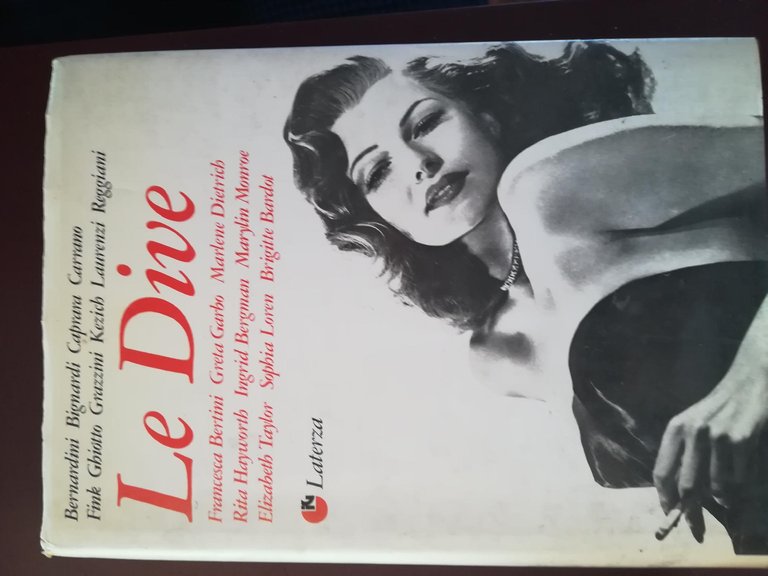 Bernardini Bignardi Caprara Carrano
Fink Ghiotto Grazzini Kezich Laurenzi Reggiani
Le Dive
Francesca Bertini Greta Garbo Marlene Dietrich
Rita Hayworth Ingrid Bergman Marylin Monroe
Elizabeth Taylor Sophia Loren Brigitte Bardot
Laterza